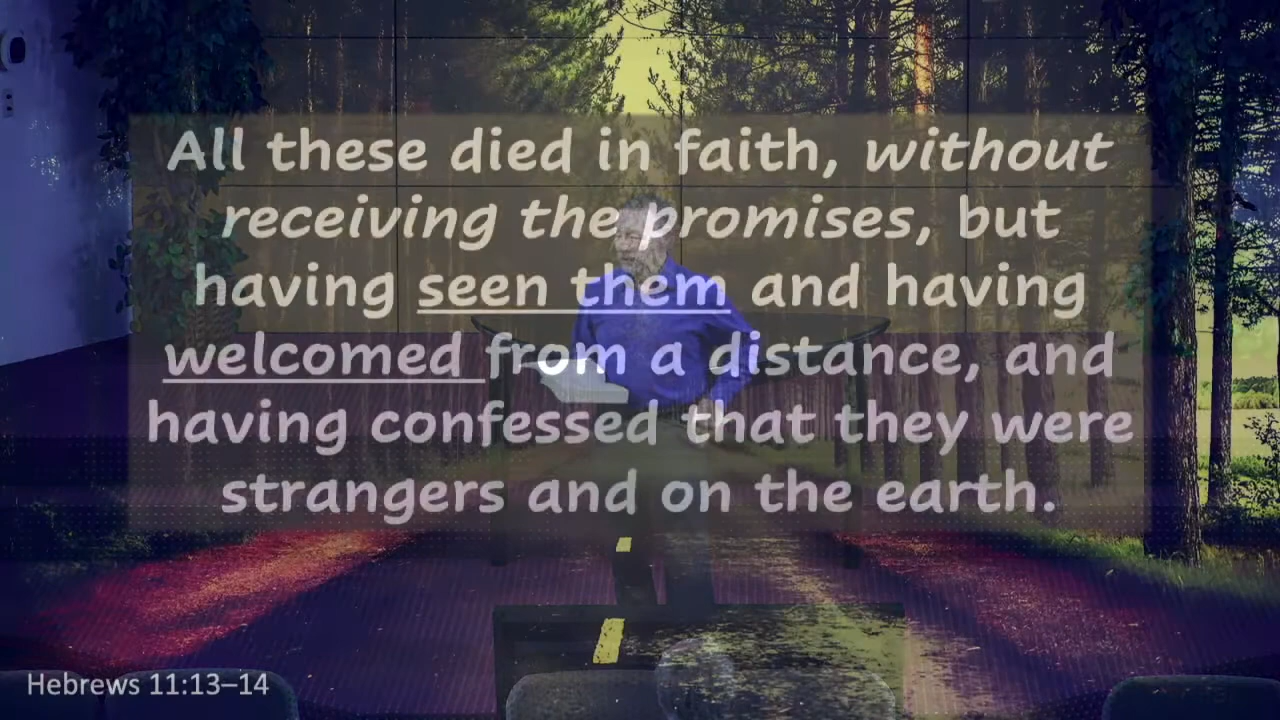 All these died in faith, without
receiving the promises, but
having seen them and having
welcomed from a distance, and
having confessed that they were
strangers and on the earth.
Hebrews 11:13–14